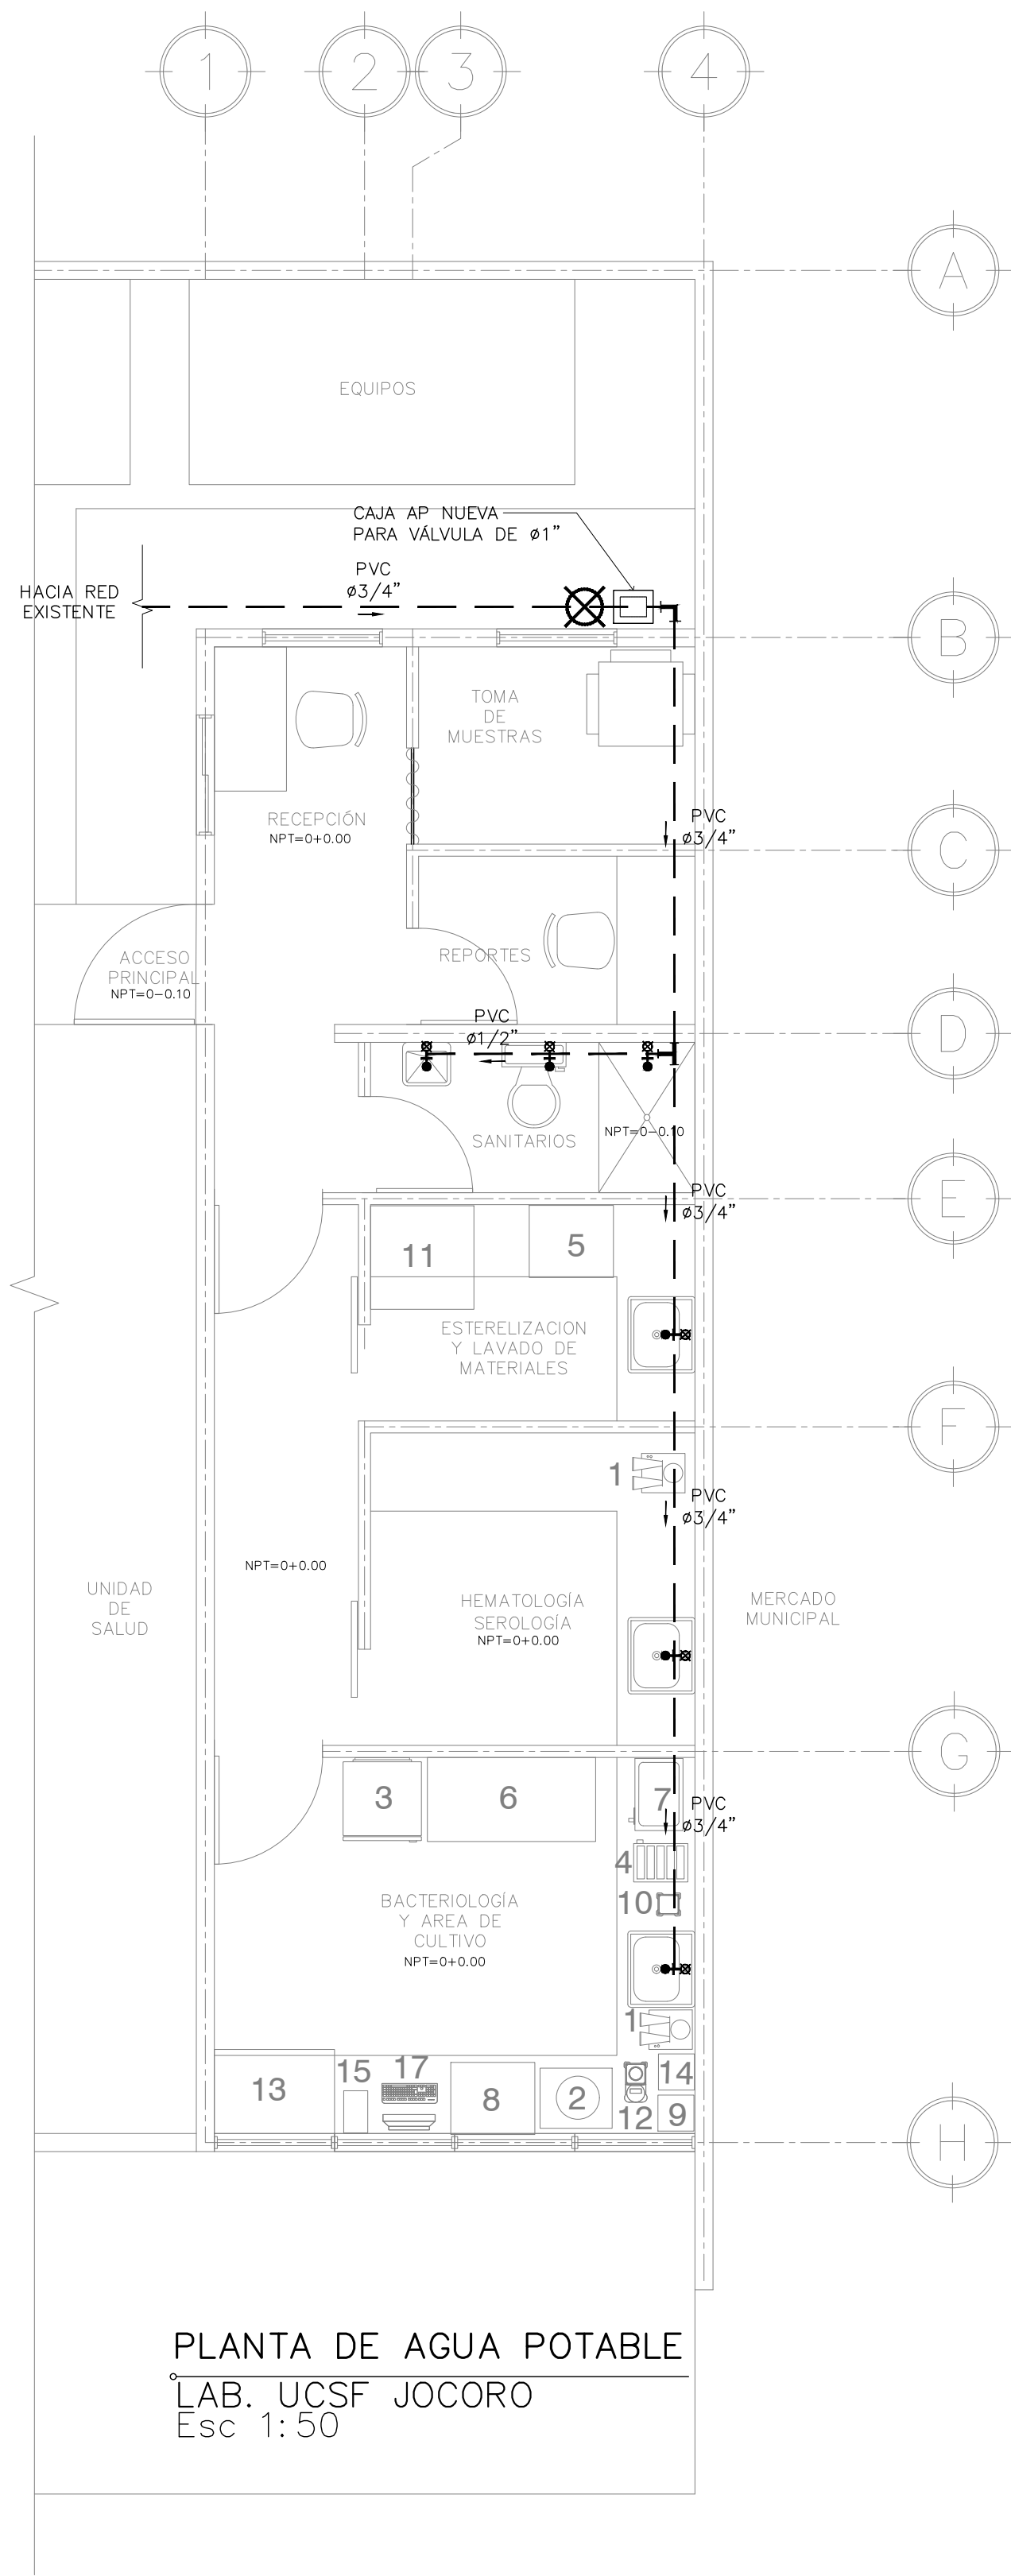 1
2
3
4
A
EQUIPOS
CAJA AP NUEVA
PARA VÁLVULA DE ø1”
PVC
ø3/4”
HACIA RED
EXISTENTE
B
TOMA
DE
MUESTRAS
RECEPCIÓN
NPT=0+0.00
PVC
ø3/4”
C
REPORTES
ACCESO
PRINCIPAL
NPT=0-0.10
PVC
ø1/2”
D
SANITARIOS
NPT=0-0.10
PVC
ø3/4”
E
11
5
ESTERELIZACION
Y LAVADO DE
MATERIALES
F
1
PVC
ø3/4”
NPT=0+0.00
UNIDAD
DE
SALUD
HEMATOLOGÍA
SEROLOGÍA
NPT=0+0.00
MERCADO
MUNICIPAL
G
3
6
7
PVC
ø3/4”
4
10
BACTERIOLOGÍA
Y AREA DE
CULTIVO
NPT=0+0.00
1
13
15
17
8
2
12
14
9
H
PLANTA DE AGUA POTABLE
LAB. UCSF JOCORO
Esc 1:50